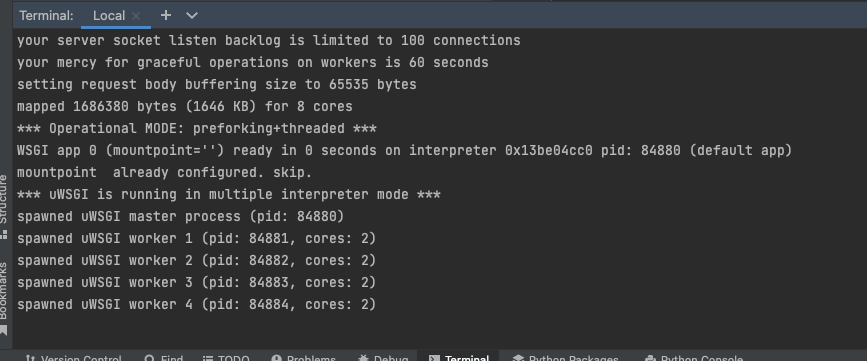 Terminal: Local
your server socket listen backlog is limited to 100 connections
your mercy for graceful operations on workers is 60 seconds
setting request body buffering size to 65535 bytes
mapped 1686380 bytes (1646 KB) for 8 cores
*** Operational MODE: preforking+threaded ***
WSGI app 0 (mountpoint='') ready in 0 seconds on interpreter 0x13be04cc0 pid: 84880 (default app)
mountpoint  already configured. skip.
*** uWSGI is running in multiple interpreter mode ***
spawned uWSGI master process (pid: 84880)
spawned uWSGI worker 1 (pid: 84881, cores: 2)
spawned uWSGI worker 2 (pid: 84882, cores: 2)
spawned uWSGI worker 3 (pid: 84883, cores: 2)
spawned uWSGI worker 4 (pid: 84884, cores: 2)
Structure
Bookmarks
Version Control Find TODO Problems Debug Terminal Python Packages Python Console